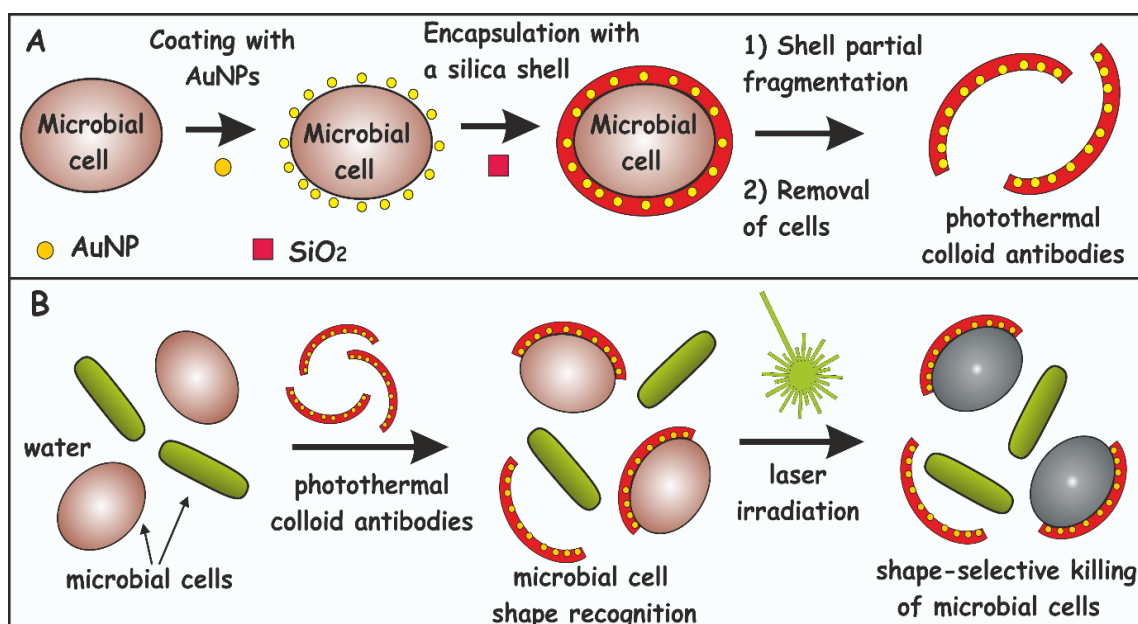 A
Coating with
AuNPs
Encapsulation with
a silica shell
1) Shell partial
fragmentation
Microbial
cell
Microbial
cell
Microbial
cell
2) Removal
of cells
photothermal
colloid antibodies
AuNP
SiO2
B
water
microbial cells
photothermal
colloid antibodies
microbial cell
shape recognition
laser
irradiation
shape-selective killing
of microbial cells